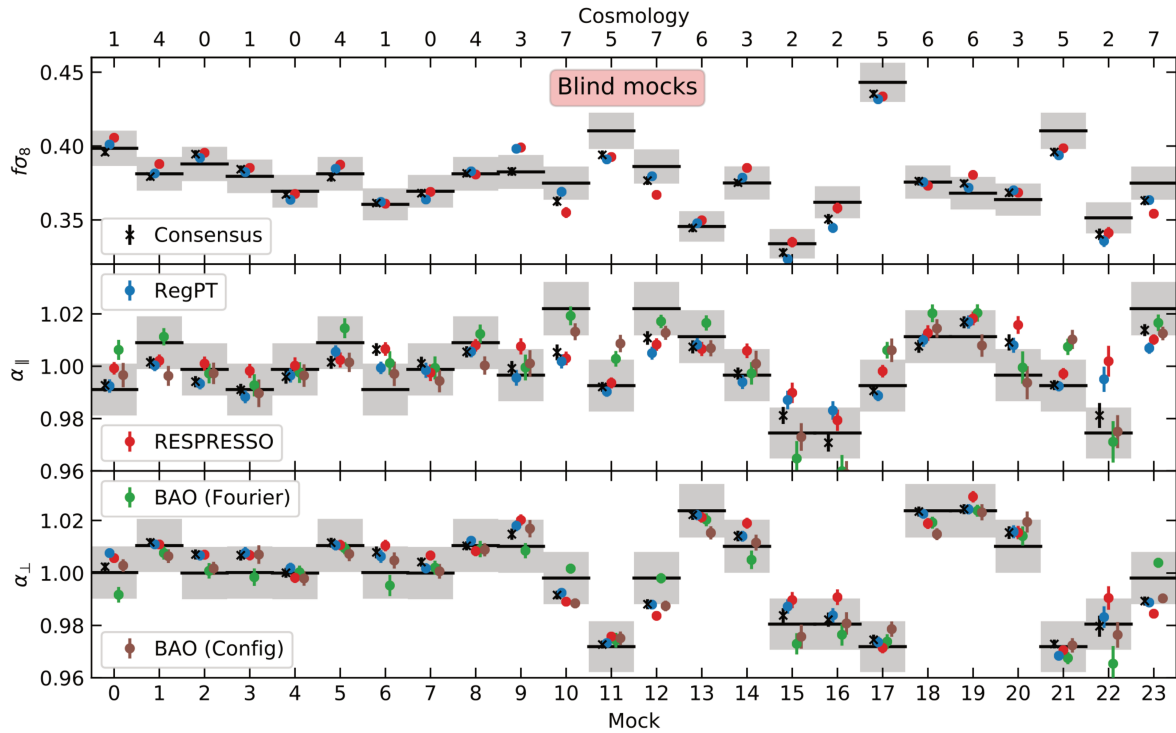 Cosmology
1 4 0 1 0 4 1 0 4 3 7 5 7 6 3 2 2 5 6 6 3 5 2 7
Blind mocks
fσ₈
0.45
0.40
0.35
Consensus
RegPT
α∥
1.02
1.00
0.98
0.96
RESPRESSO
BAO (Fourier)
α⊥
1.02
1.00
0.98
0.96
BAO (Config)
0 1 2 3 4 5 6 7 8 9 10 11 12 13 14 15 16 17 18 19 20 21 22 23
Mock